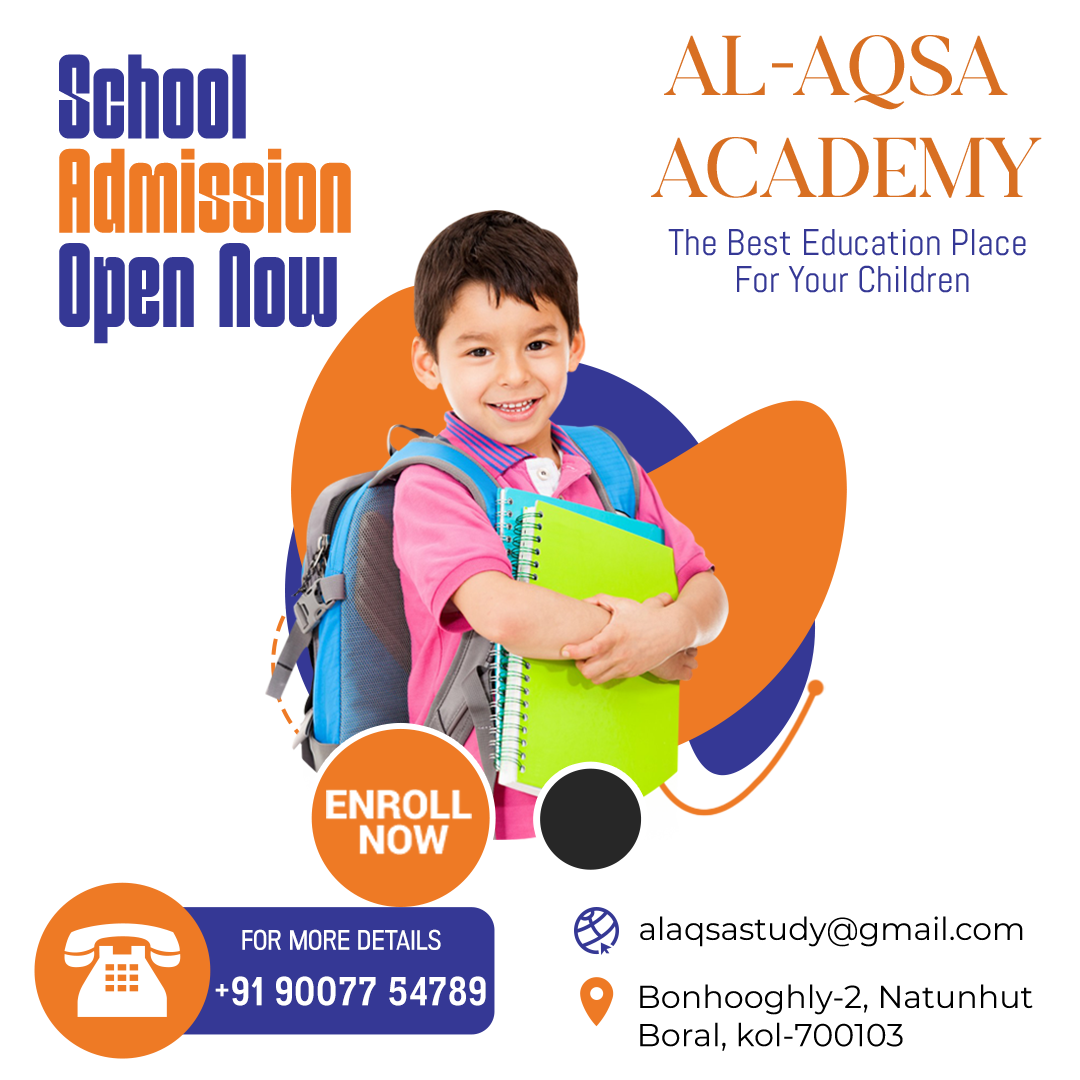 School
Admission
Open Now
AL-AQSA
ACADEMY
The Best Education Place
For Your Children
ENROLL
NOW
FOR MORE DETAILS
+91 90077 54789
alaqsastudy@gmail.com
Bonhooghly-2, Natunhut
Boral, kol-700103